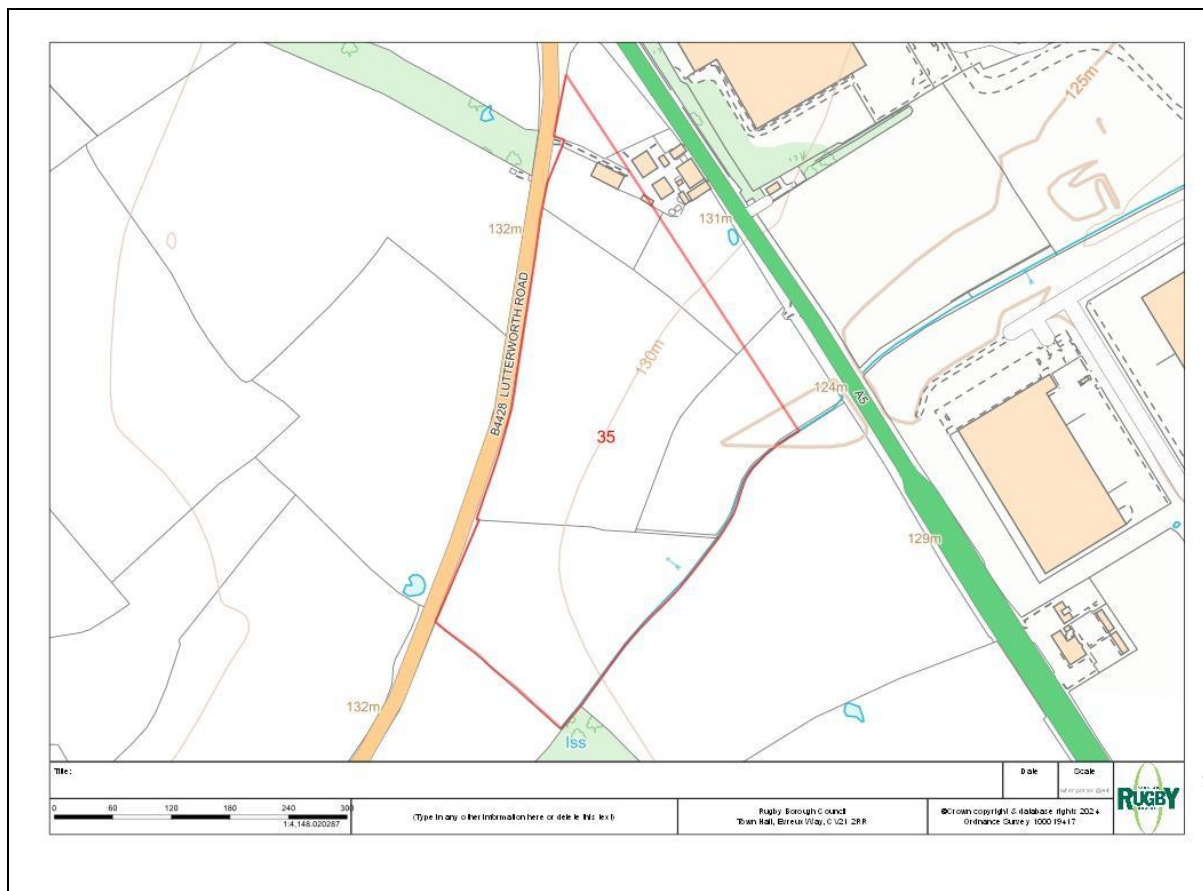 125m
132m
131m
B4428 LUTTERWORTH ROAD
130m
124m
A5
35
129m
132m
Iss
Title:
Date
Scale
RUGBY
0 60 120 180 240 300
1:4,148.020287
(Type in any other information here or delete this text)
Rugby Borough Council
Town Hall, Evreux Way, CV21 2RR
©Crown copyright & database rights 2024
Ordnance Survey 100019417